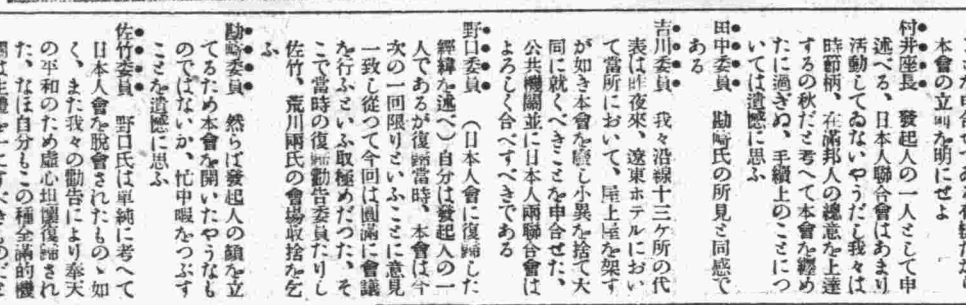 本會の立場を明にせよ
村井座長　發起人の一人として申
述べる、日本人聯合會はあまり
活動してゐないやうだし我々は
時節柄、在滿邦人の總意を上達
するの秋だと考へて本會を纏め
たに過ぎぬ、手續上のことにつ
いては遺憾に思ふ
田中委員　勘崎氏の所見と同感で
ある
吉川委員　我々沿線十三ケ所の代
表は昨夜來、遼東ホテルにおい
て當所において、屋上屋を架す
が如き本會を廢し小異を捨て大
同に就くべきことを申合せた、
公共機關並に日本人兩聯合會は
よろしく合べすべきである
野口委員　（日本人會に復歸した
經緯を述べ）自分は發起人の一
人であるが復歸當時、本會は今
次の一回限りといふことに意見
一致し從つて今回は圓滿に會議
を行ふといふ取極めだつた、そ
こで當時の復歸勸告委員たりし
佐竹、荒川兩氏の會場收捨を乞
ふ
勘崎委員　然らば發起人の顏を立
てるため本會を開いたやうなも
のではないか、忙中暇をつぶす
ことを遺憾に思ふ
佐竹委員　野口氏は單純に考へて
日本人會を脫會されたものゝ如
く、また我々の勸告により奉天
の平和のため虛心坦懷復歸され
た、なほ自分もこの種全滿的機